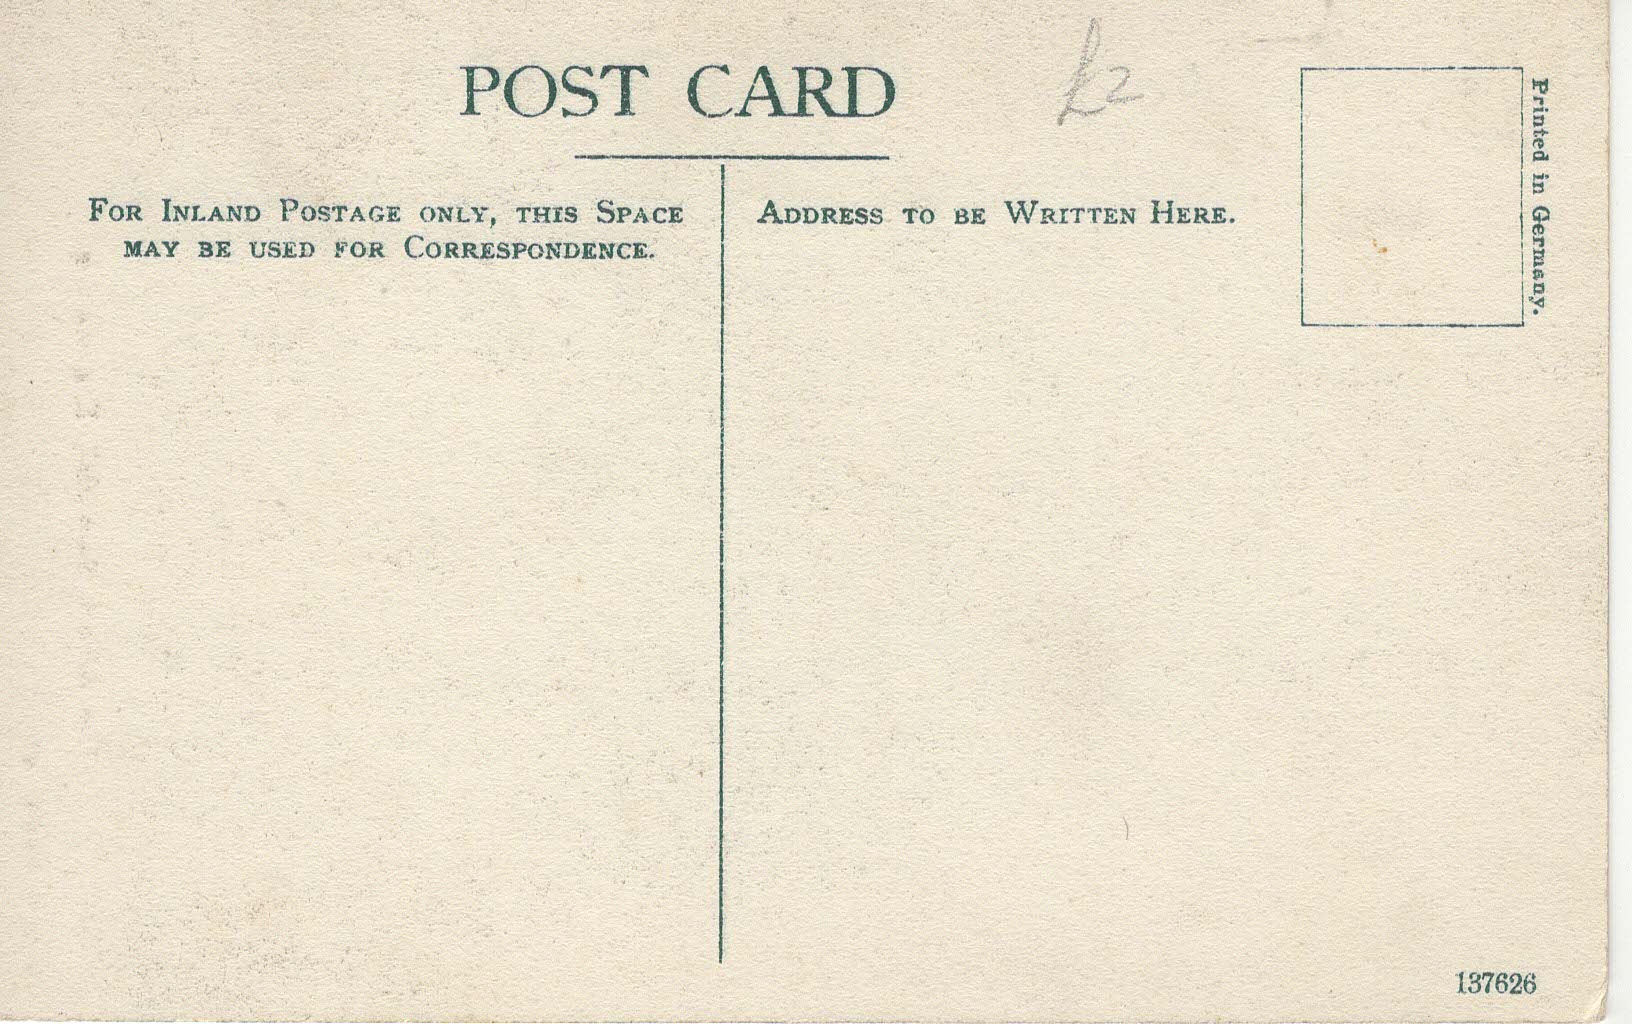 POST CARD
£2
FOR INLAND POSTAGE ONLY, THIS SPACE
MAY BE USED FOR CORRESPONDENCE.
ADDRESS TO BE WRITTEN HERE.
Printed in Germany.
137626